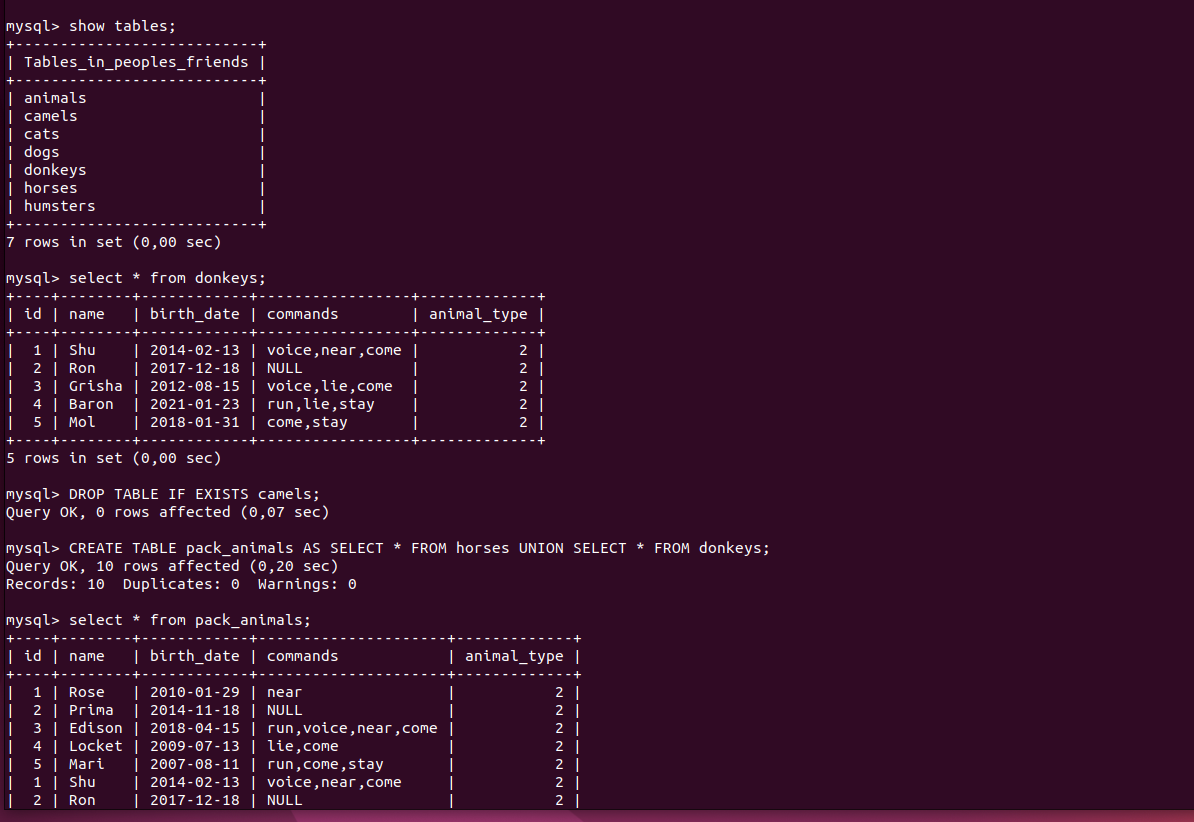 mysql> show tables;
+---------------------------+
| Tables_in_peoples_friends |
+---------------------------+
| animals                   |
| camels                    |
| cats                      |
| dogs                      |
| donkeys                   |
| horses                    |
| humsters                  |
+---------------------------+
7 rows in set (0,00 sec)
mysql> select * from donkeys;
+----+--------+------------+-----------------+-------------+
| id | name   | birth_date | commands        | animal_type |
+----+--------+------------+-----------------+-------------+
|  1 | Shu    | 2014-02-13 | voice,near,come |           2 |
|  2 | Ron    | 2017-12-18 | NULL            |           2 |
|  3 | Grisha | 2012-08-15 | voice,lie,come  |           2 |
|  4 | Baron  | 2021-01-23 | run,lie,stay    |           2 |
|  5 | Mol    | 2018-01-31 | come,stay       |           2 |
+----+--------+------------+-----------------+-------------+
5 rows in set (0,00 sec)
mysql> DROP TABLE IF EXISTS camels;
Query OK, 0 rows affected (0,07 sec)
mysql> CREATE TABLE pack_animals AS SELECT * FROM horses UNION SELECT * FROM donkeys;
Query OK, 10 rows affected (0,20 sec)
Records: 10  Duplicates: 0  Warnings: 0
mysql> select * from pack_animals;
+----+--------+------------+---------------------+-------------+
| id | name   | birth_date | commands            | animal_type |
+----+--------+------------+---------------------+-------------+
|  1 | Rose   | 2010-01-29 | near                |           2 |
|  2 | Prima  | 2014-11-18 | NULL                |           2 |
|  3 | Edison | 2018-04-15 | run,voice,near,come |           2 |
|  4 | Locket | 2009-07-13 | lie,come            |           2 |
|  5 | Mari   | 2007-08-11 | run,come,stay       |           2 |
|  1 | Shu    | 2014-02-13 | voice,near,come     |           2 |
|  2 | Ron    | 2017-12-18 | NULL                |           2 |